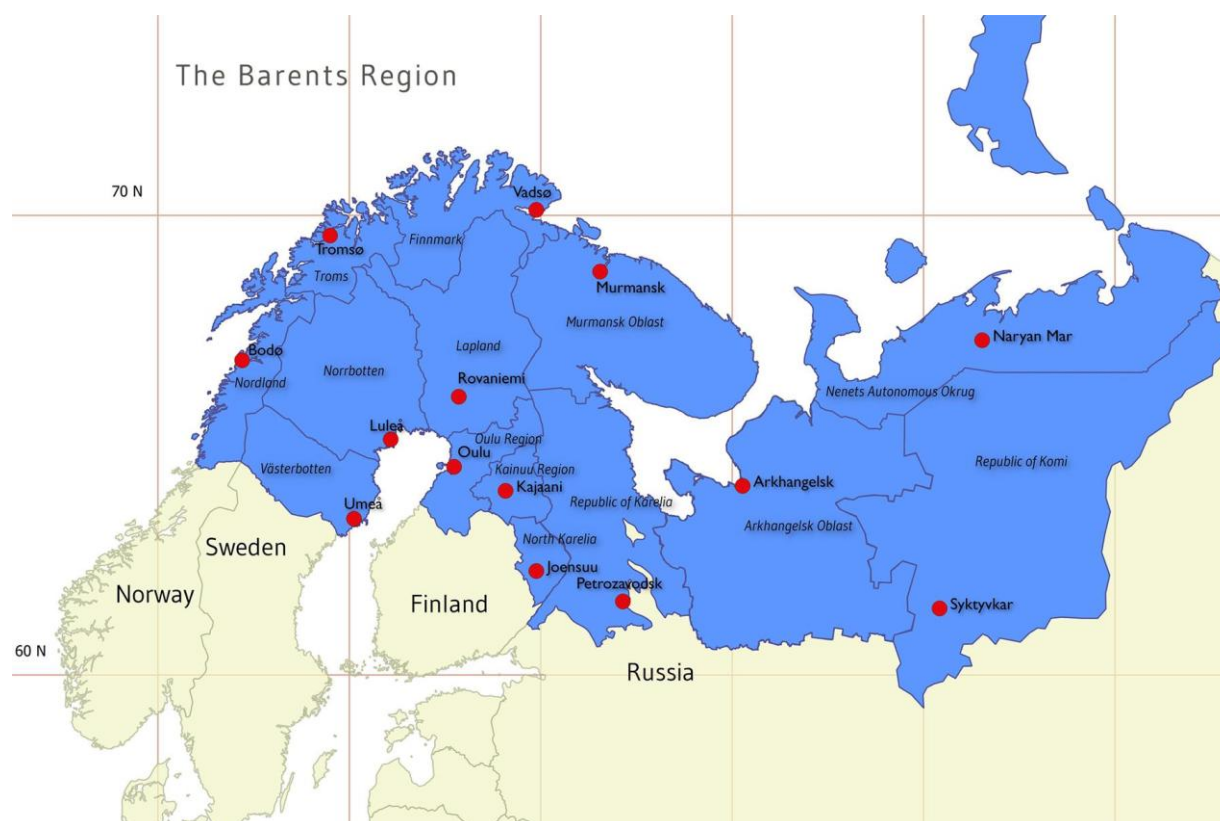 The Barents Region
70 N
Vadsø
Tromsø
Finnmark
Troms
Murmansk
Murmansk Oblast
Naryan Mar
Bodø
Nordland
Norrbotten
Lapland
Rovaniemi
Nenets Autonomous Okrug
Luleå
Oulu Region
Oulu
Västerbotten
Kainuu Region
Kajaani
Republic of Komi
Arkhangelsk
Republic of Karelia
Umeå
Arkhangelsk Oblast
Sweden
North Karelia
Joensuu
Petrozavodsk
Norway
Finland
Syktyvkar
60 N
Russia